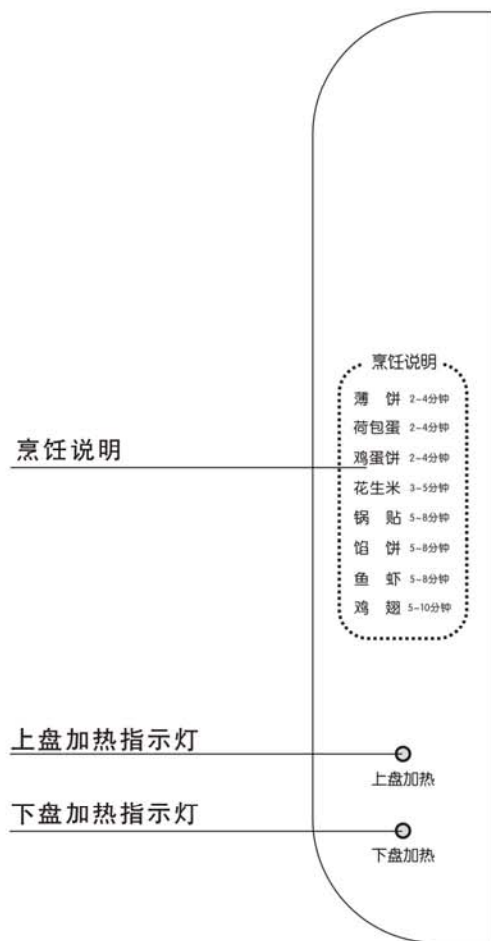 烹饪说明
薄 饼 2-4分钟
荷包蛋 2-4分钟
鸡蛋饼 2-4分钟
花生米 3-5分钟
锅 贴 5-8分钟
馅 饼 5-8分钟
鱼 虾 5-8分钟
鸡 翅 5-10分钟
烹饪说明
上盘加热指示灯
上盘加热
下盘加热指示灯
下盘加热